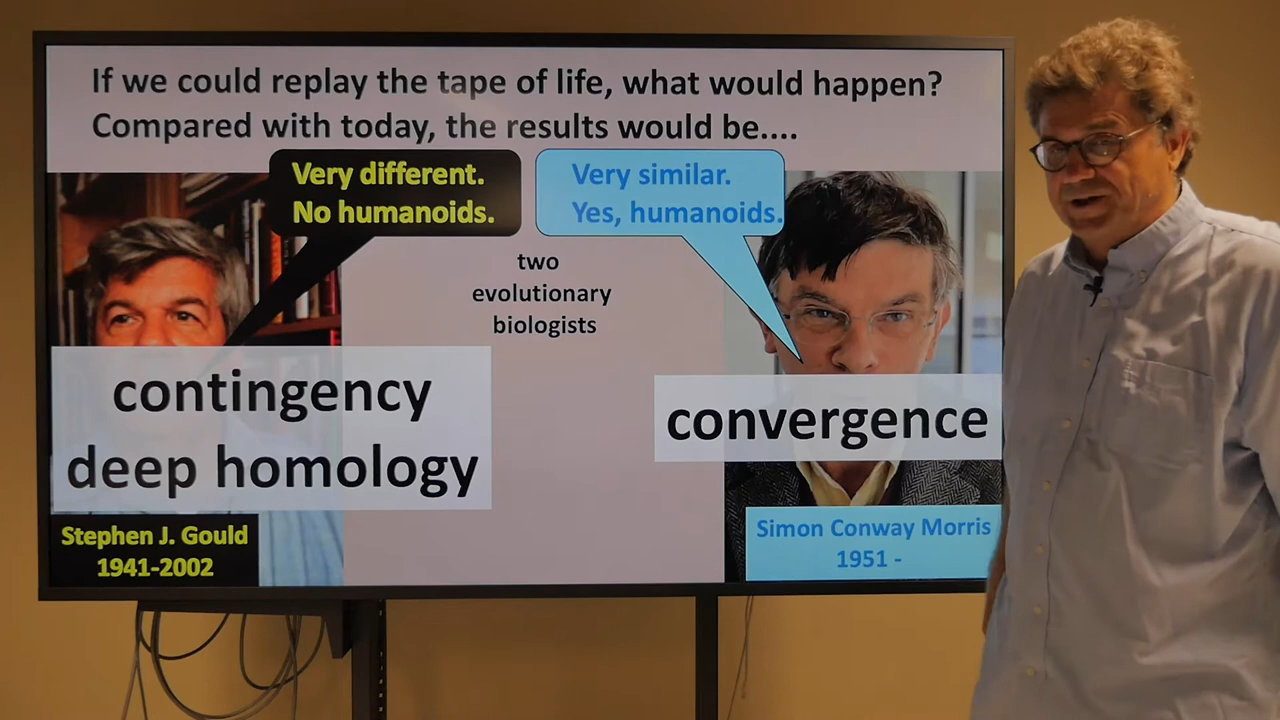 If we could replay the tape of life, what would happen?
Compared with today, the results would be....
Very different.
No humanoids.
Very similar.
Yes, humanoids.
two
evolutionary
biologists
contingency
deep homology
convergence
Stephen J. Gould
1941-2002
Simon Conway Morris
1951 -